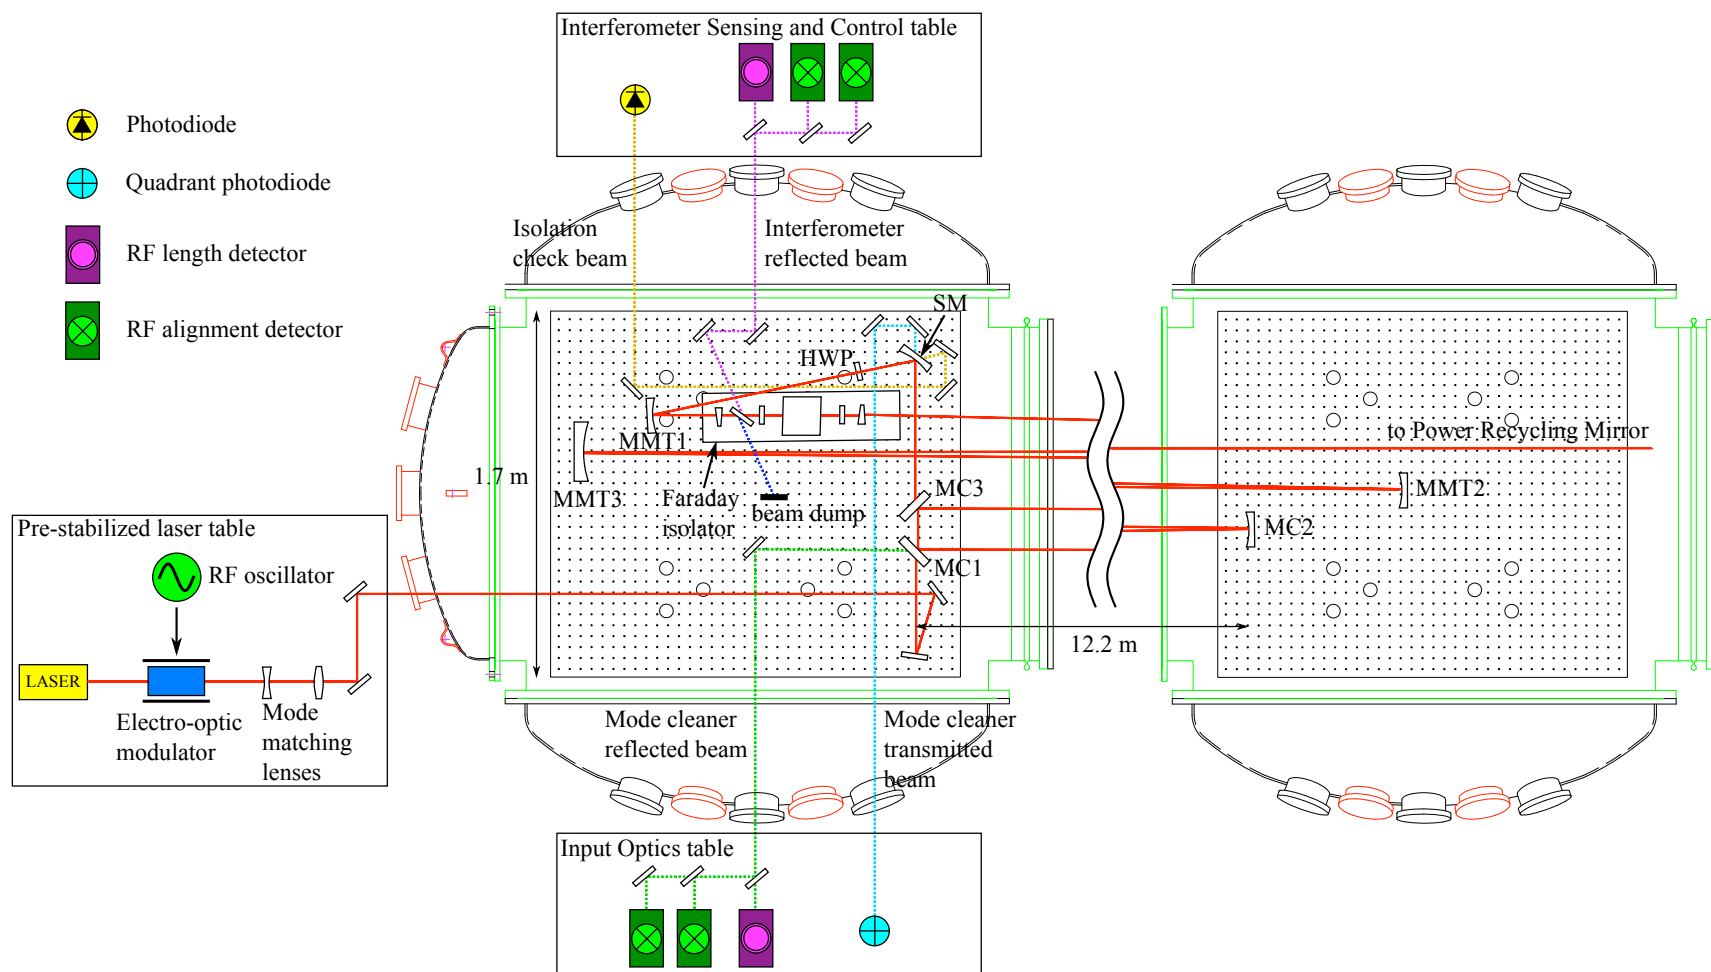 Interferometer Sensing and Control table
Photodiode
Quadrant photodiode
RF length detector
RF alignment detector
Isolation
check beam
Interferometer
reflected beam
SM
HWP
MMT1
MMT3
1.7 m
Faraday
isolator
beam dump
MC3
MC1
to Power Recycling Mirror
MMT2
MC2
12.2 m
Pre-stabilized laser table
RF oscillator
LASER
Electro-optic
modulator
Mode
matching
lenses
Mode cleaner
reflected beam
Mode cleaner
transmitted
beam
Input Optics table